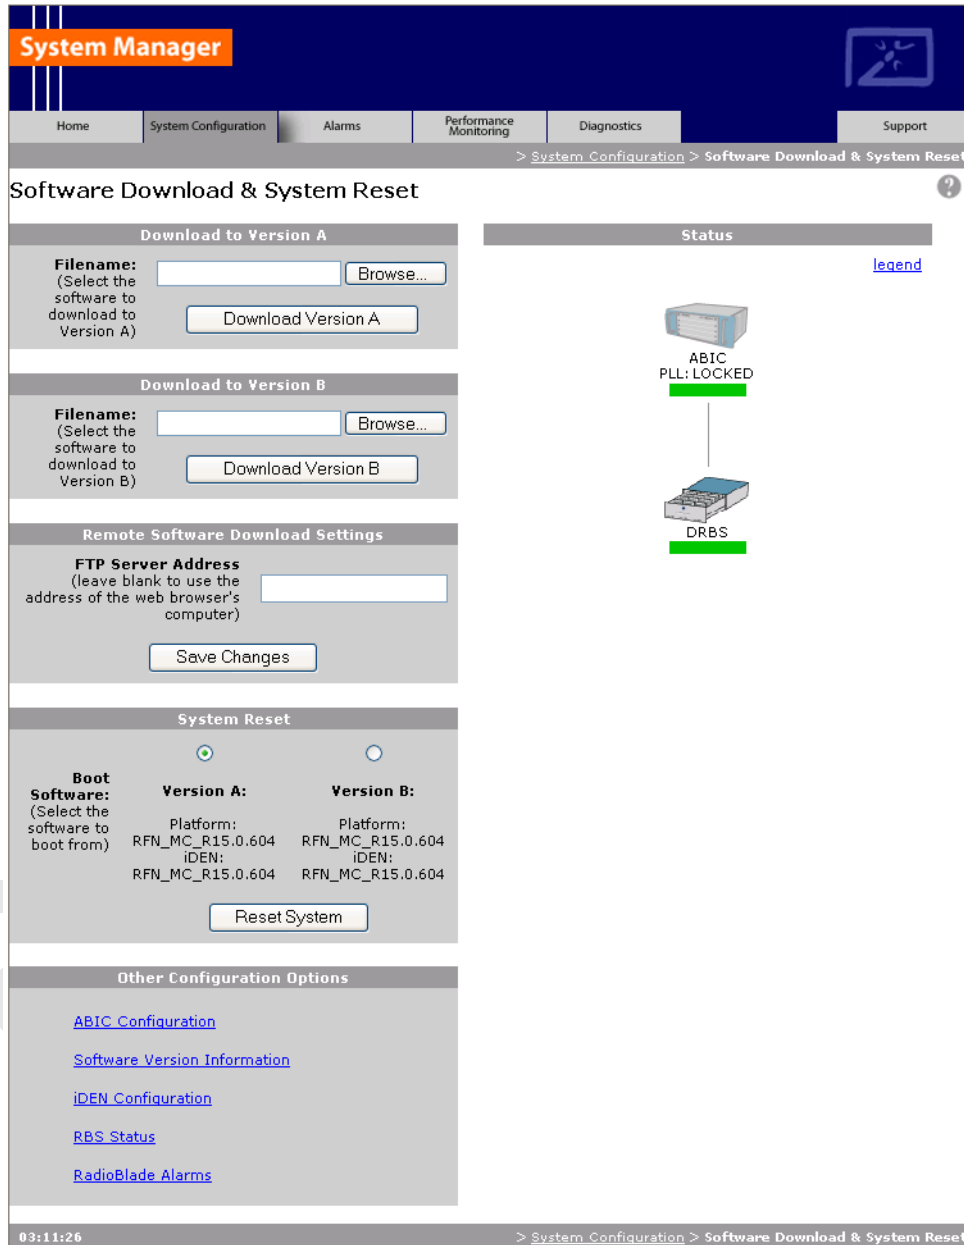 System Manager
Home
System Configuration
Alarms
Performance
Monitoring
Diagnostics
Support
> System Configuration > Software Download & System Reset
Software Download & System Reset
?
Download to Version A
Filename:
(Select the
software to
download to
Version A)
Browse...
Download Version A
Download to Version B
Filename:
(Select the
software to
download to
Version B)
Browse...
Download Version B
Remote Software Download Settings
FTP Server Address
(leave blank to use the
address of the web browser's
computer)
Save Changes
System Reset
Boot
Software:
(Select the
software to
boot from)
Version A:
Platform:
RFN_MC_R15.0.604
iDEN:
RFN_MC_R15.0.604
Version B:
Platform:
RFN_MC_R15.0.604
iDEN:
RFN_MC_R15.0.604
Reset System
Other Configuration Options
ABIC Configuration
Software Version Information
iDEN Configuration
RBS Status
RadioBlade Alarms
Status
legend
ABIC
PLL: LOCKED
DRBS
03:11:26
> System Configuration > Software Download & System Reset